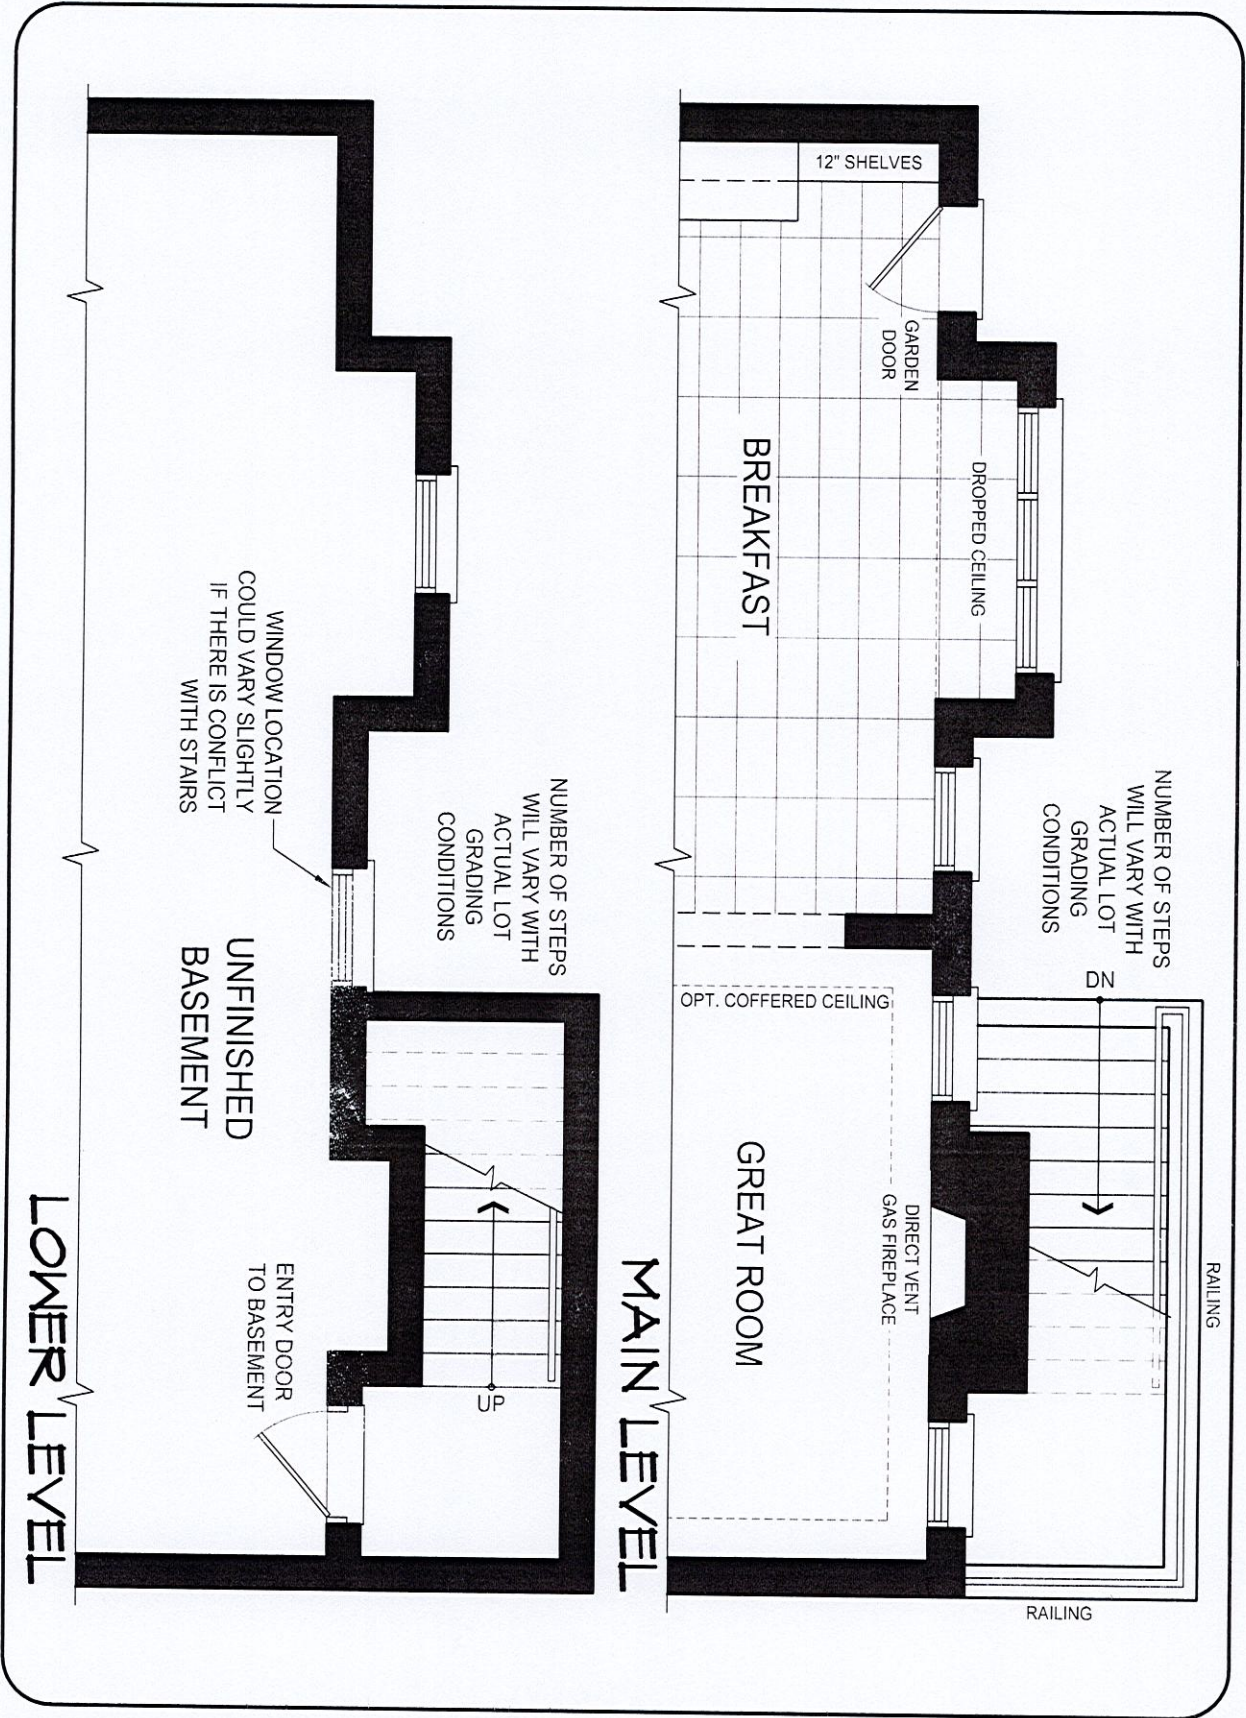 RAILING
RAILING
NUMBER OF STEPS
WILL VARY WITH
ACTUAL LOT
GRADING
CONDITIONS
DN
DROPPED CEILING
GARDEN
DOOR
12" SHELVES
BREAKFAST
OPT. COFFERED CEILING
DIRECT VENT
GAS FIREPLACE
GREAT ROOM
MAIN LEVEL
NUMBER OF STEPS
WILL VARY WITH
ACTUAL LOT
GRADING
CONDITIONS
UP
WINDOW LOCATION
COULD VARY SLIGHTLY
IF THERE IS CONFLICT
WITH STAIRS
UNFINISHED
BASEMENT
ENTRY DOOR
TO BASEMENT
LOWER LEVEL